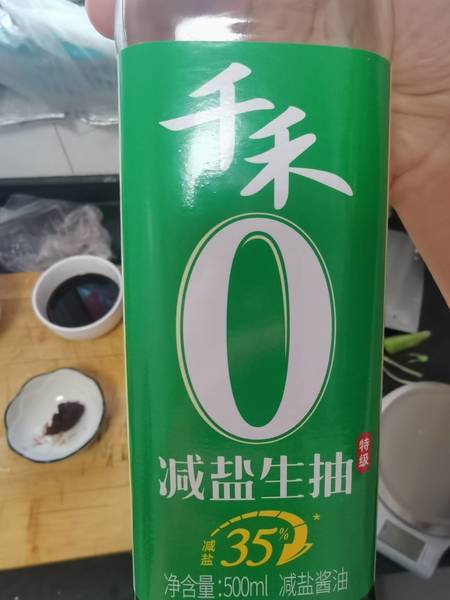 千禾
0
特级
减盐生抽
减盐 35%*
净含量:500ml 减盐酱油